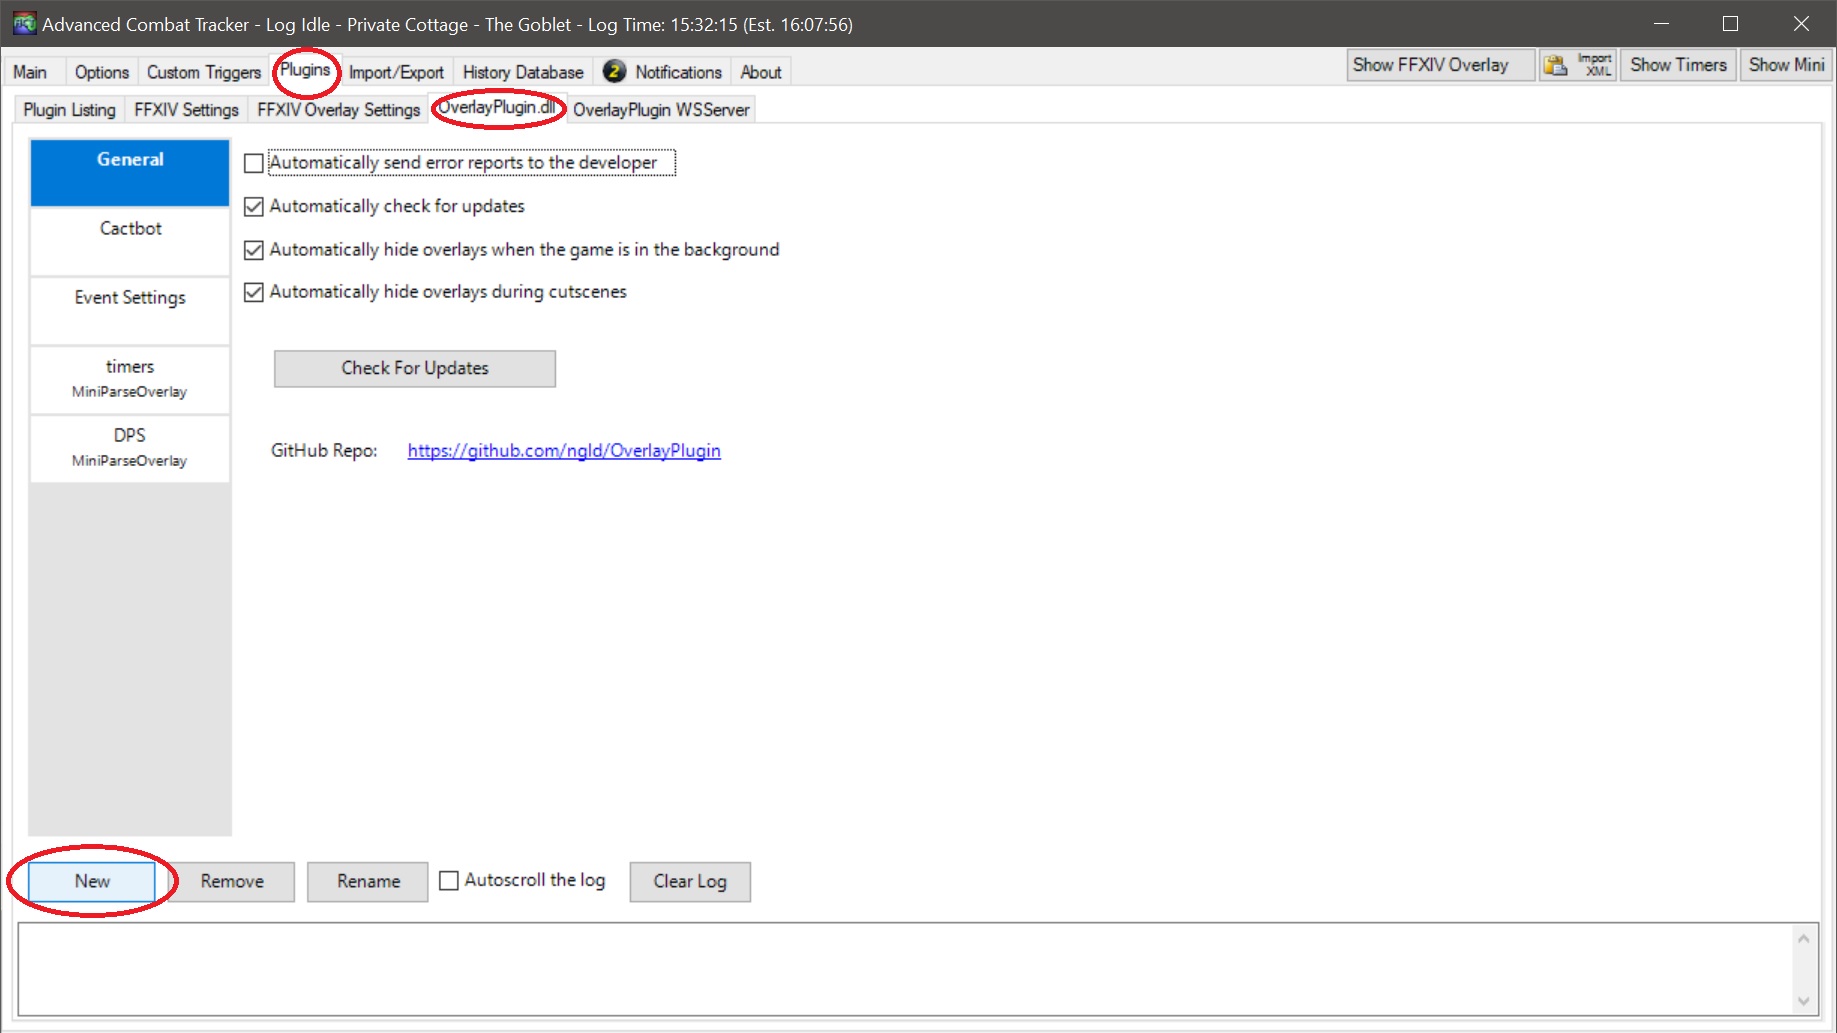 Advanced Combat Tracker - Log Idle - Private Cottage - The Goblet - Log Time: 15:32:15 (Est. 16:07:56)
Main Options Custom Triggers Plugins Import/Export History Database 2 Notifications About Show FFXIV Overlay Import XML Show Timers Show Mini
Plugin Listing FFXIV Settings FFXIV Overlay Settings OverlayPlugin.dll OverlayPlugin WSServer
General
Cactbot
Event Settings
timers
MiniParseOverlay
DPS
MiniParseOverlay
Automatically send error reports to the developer
Automatically check for updates
Automatically hide overlays when the game is in the background
Automatically hide overlays during cutscenes
Check For Updates
GitHub Repo: https://github.com/ngld/OverlayPlugin
New Remove Rename Autoscroll the log Clear Log